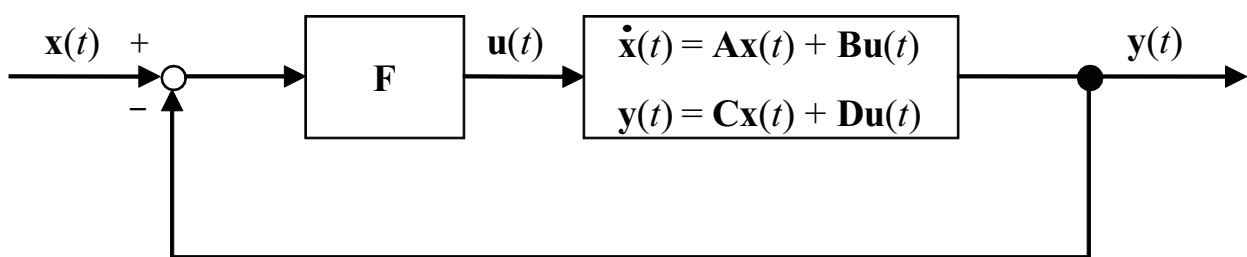 x(t) +
−
F
u(t)
ẋ(t) = Ax(t) + Bu(t)
y(t) = Cx(t) + Du(t)
y(t)